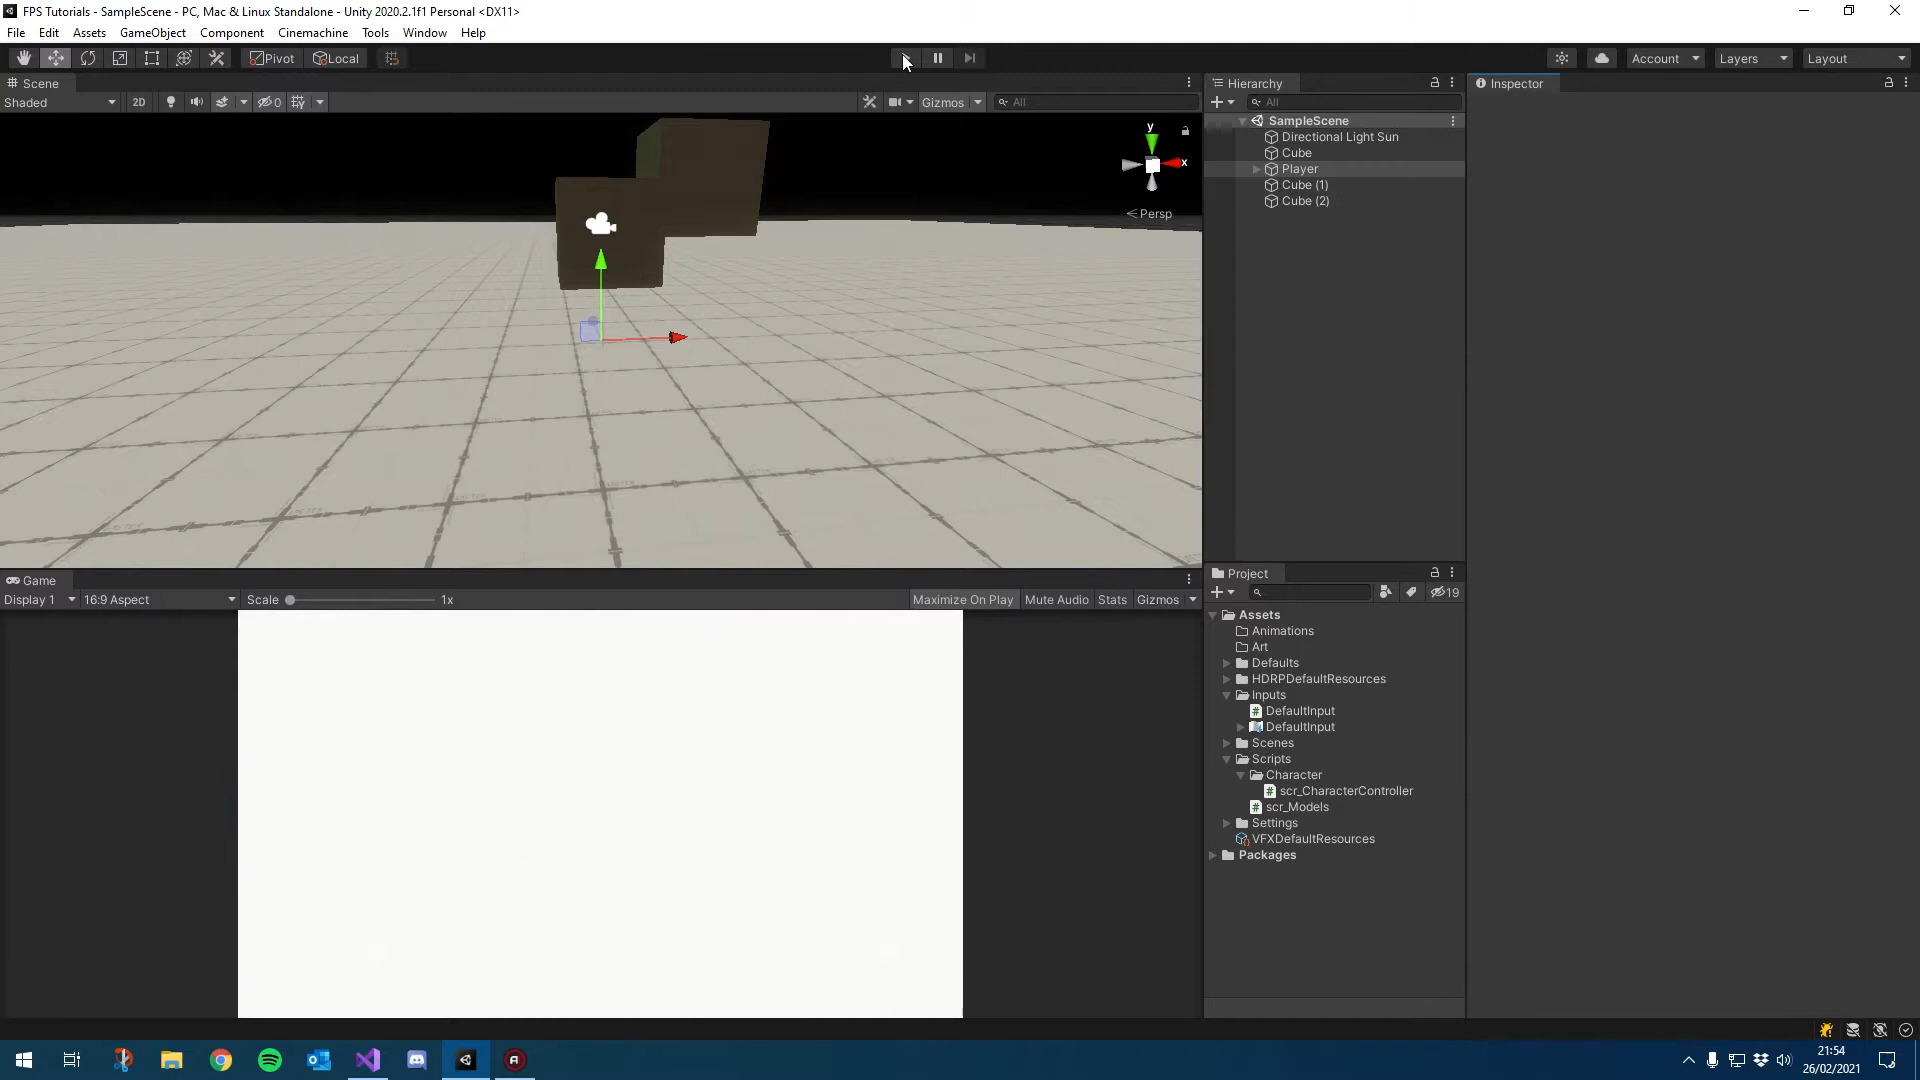 FPS Tutorials - SampleScene - PC, Mac & Linux Standalone - Unity 2020.2.1f1 Personal <DX11>
File Edit Assets GameObject Component Cinemachine Tools Window Help
Pivot Local Account Layers Layout
Scene
Shaded 2D 0 Gizmos All
y
x
Persp
Hierarchy
All
SampleScene
Directional Light Sun
Cube
Player
Cube (1)
Cube (2)
Inspector
Game
Display 1 16:9 Aspect Scale 1x Maximize On Play Mute Audio Stats Gizmos
Project
19
Assets
Animations
Art
Defaults
HDRPDefaultResources
Inputs
DefaultInput
DefaultInput
Scenes
Scripts
Character
scr_CharacterController
scr_Models
Settings
VFXDefaultResources
Packages
21:54
26/02/2021